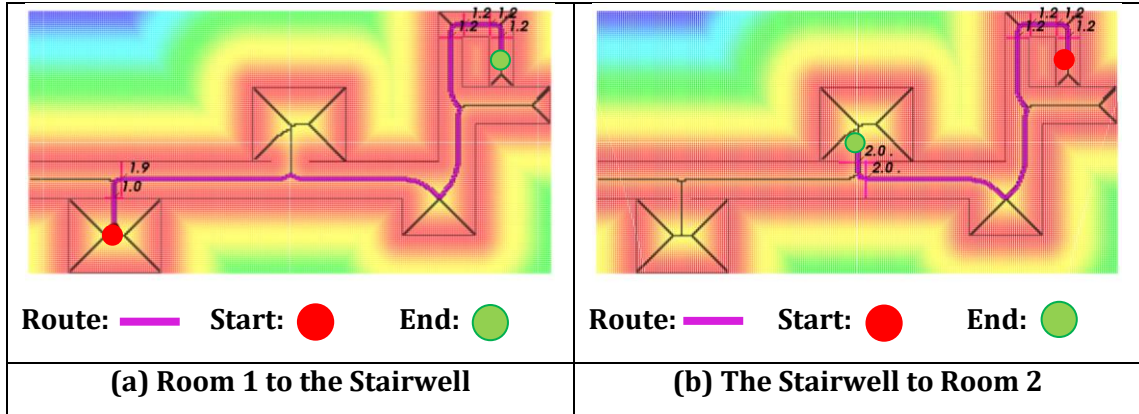 1.2 1.2
1.2 1.2
1.9
1.0
Route: Start: End:
(a) Room 1 to the Stairwell
1.2 1.2
1.2 1.2
2.0 .
2.0 .
Route: Start: End:
(b) The Stairwell to Room 2